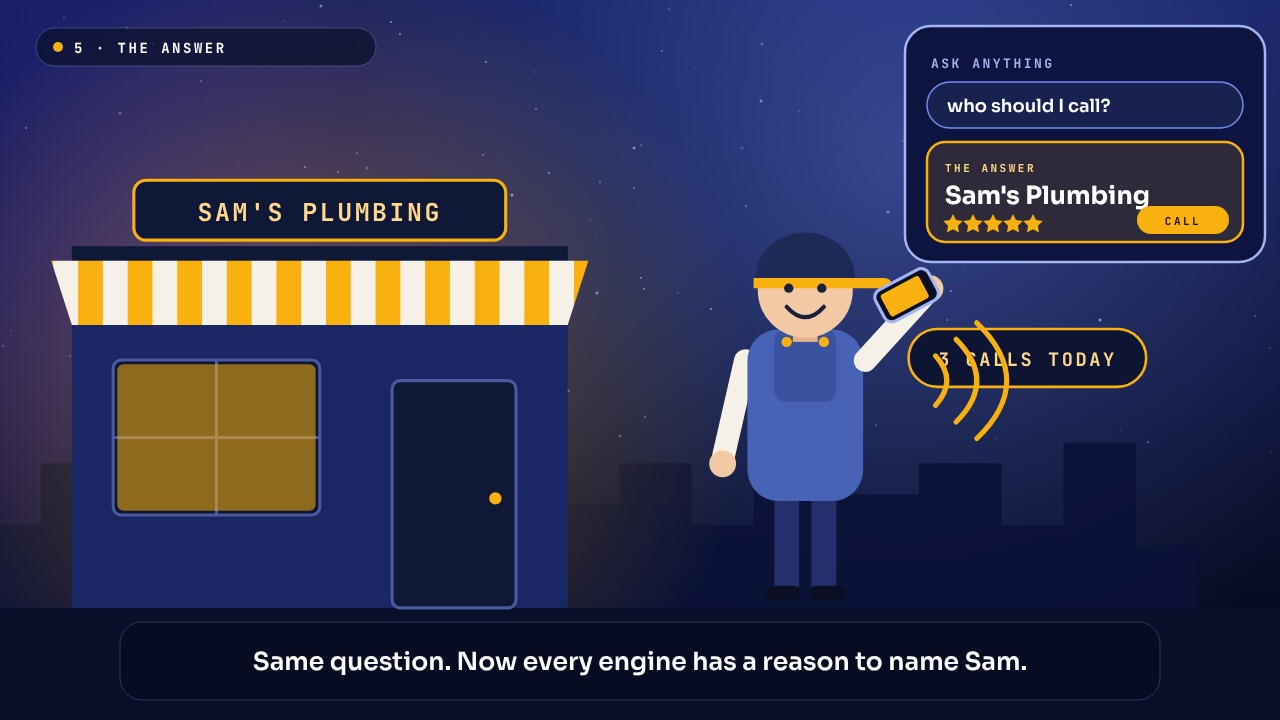 5 · THE ANSWER
ASK ANYTHING
who should I call?
THE ANSWER
Sam's Plumbing
CALL
SAM'S PLUMBING
3 CALLS TODAY
Same question. Now every engine has a reason to name Sam.